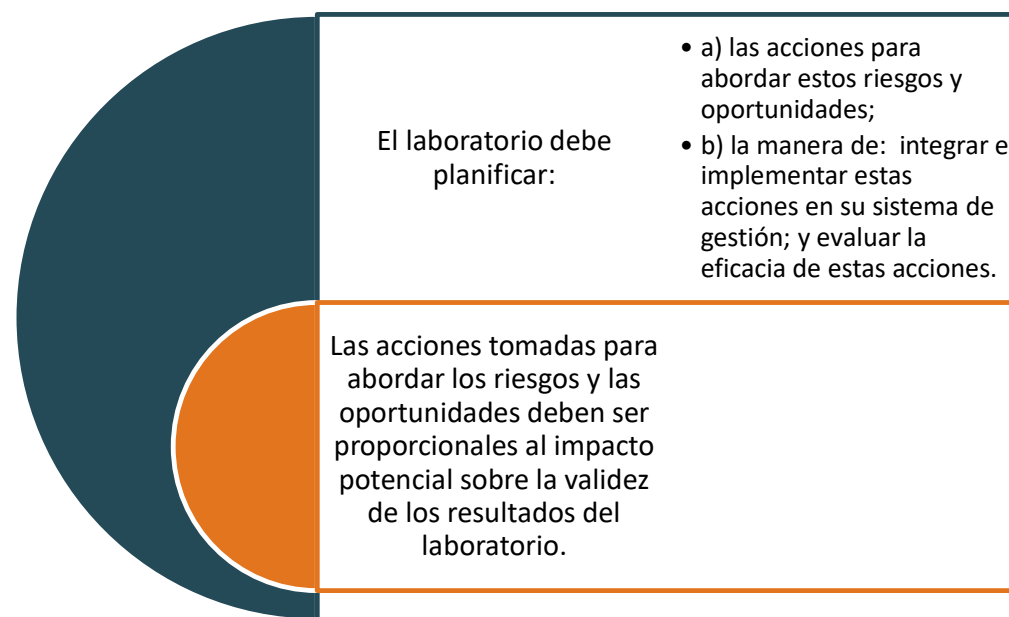 El laboratorio debe
planificar:
• a) las acciones para
abordar estos riesgos y
oportunidades;
• b) la manera de: integrar e
implementar estas
acciones en su sistema de
gestión; y evaluar la
eficacia de estas acciones.
Las acciones tomadas para
abordar los riesgos y las
oportunidades deben ser
proporcionales al impacto
potencial sobre la validez
de los resultados del
laboratorio.